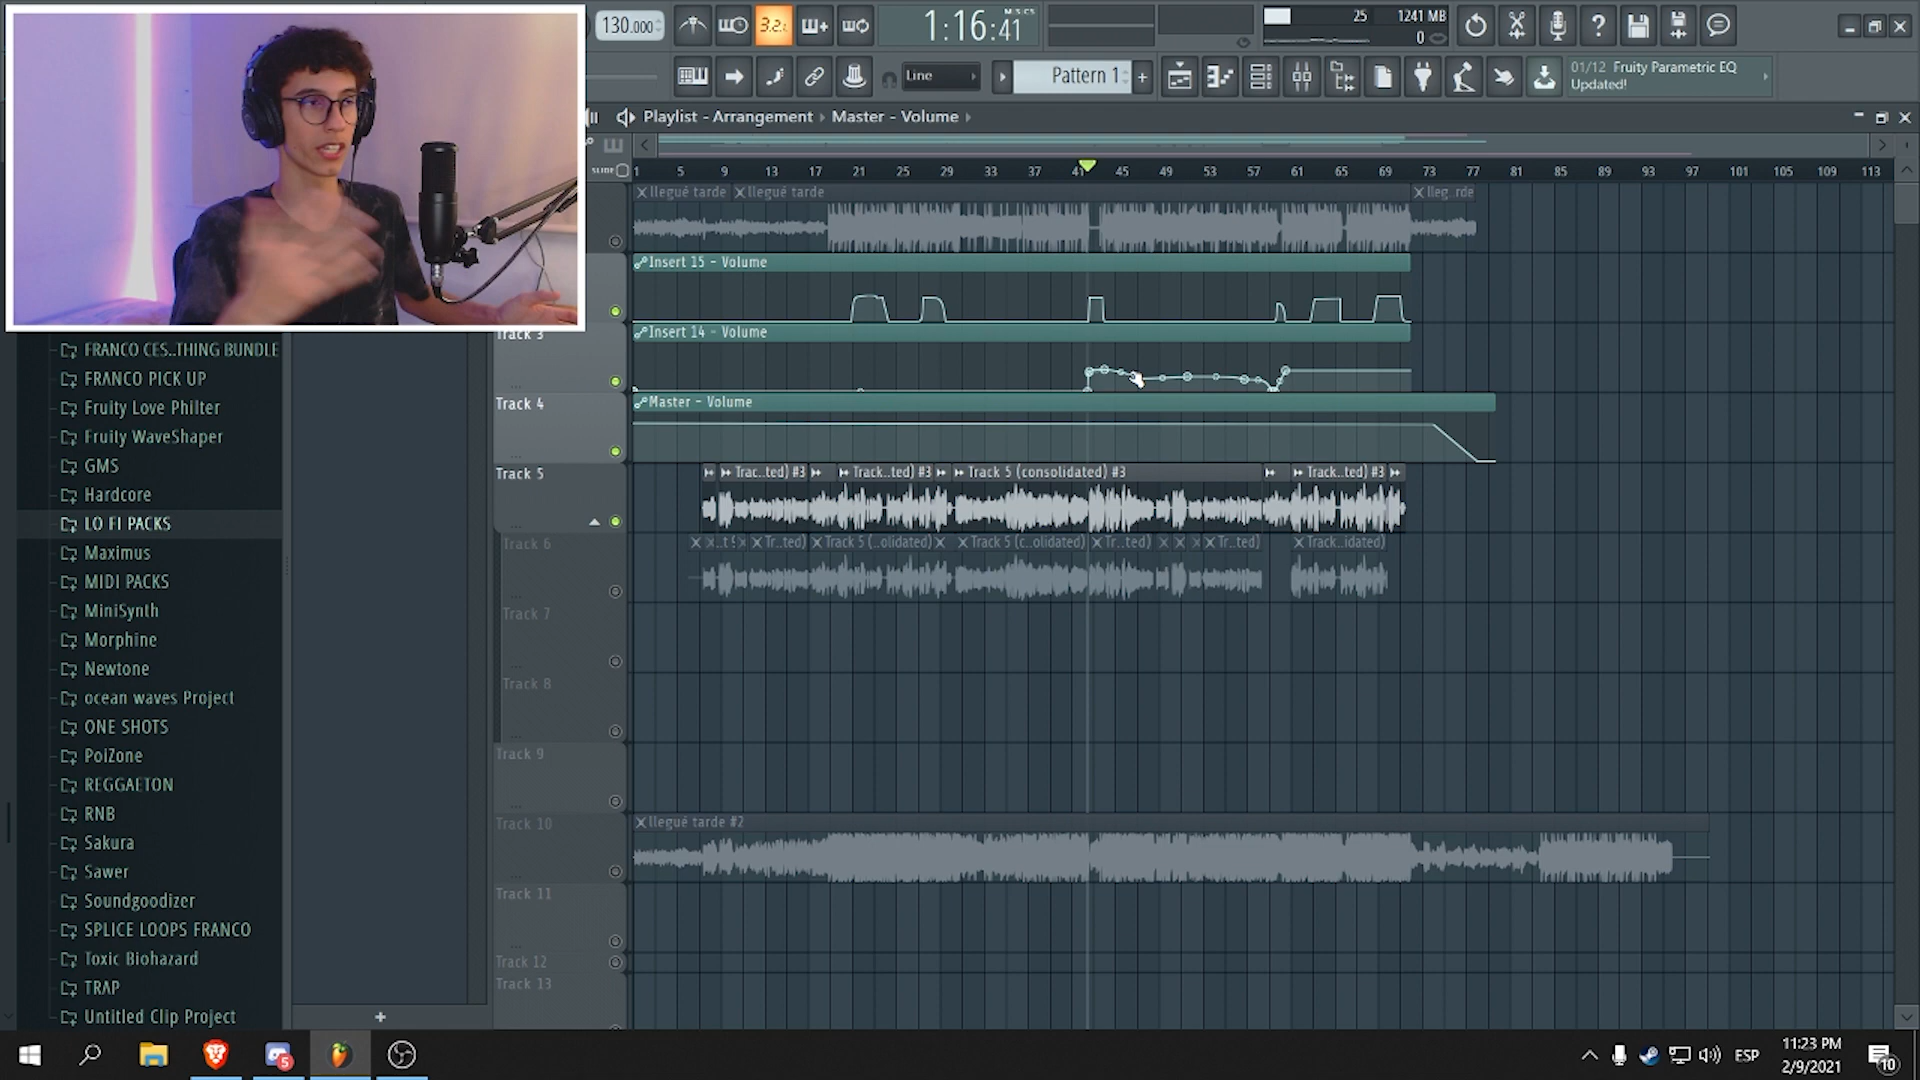 130.000
3.2.
1:16:41
M:S:CS
25
1241 MB
0
Line
Pattern 1
01/12 Fruity Parametric EQ
Updated!
Playlist - Arrangement
Master - Volume
SLIDE
1 5 9 13 17 21 25 29 33 37 41 45 49 53 57 61 65 69 73 77 81 85 89 93 97 101 105 109 113
llegué tarde
llegué tarde
lleg..rde
Insert 15 - Volume
Track 3
Insert 14 - Volume
Track 4
Master - Volume
Track 5
Trac..ted) #3
Track..ted) #3
Track 5 (consolidated) #3
Track..ted) #3
Track 6
Tr..ted)
Track 5 (..olidated)
Track 5 (c..olidated)
Tr..ted)
Tr..ted)
Track..idated)
Track 7
Track 8
Track 9
Track 10
llegué tarde #2
Track 11
Track 12
Track 13
FRANCO CES..THING BUNDLE
FRANCO PICK UP
Fruity Love Philter
Fruity WaveShaper
GMS
Hardcore
LO FI PACKS
Maximus
MIDI PACKS
MiniSynth
Morphine
Newtone
ocean waves Project
ONE SHOTS
PoiZone
REGGAETON
RNB
Sakura
Sawer
Soundgoodizer
SPLICE LOOPS FRANCO
Toxic Biohazard
TRAP
Untitled Clip Project
5
ESP
11:23 PM
2/9/2021
10